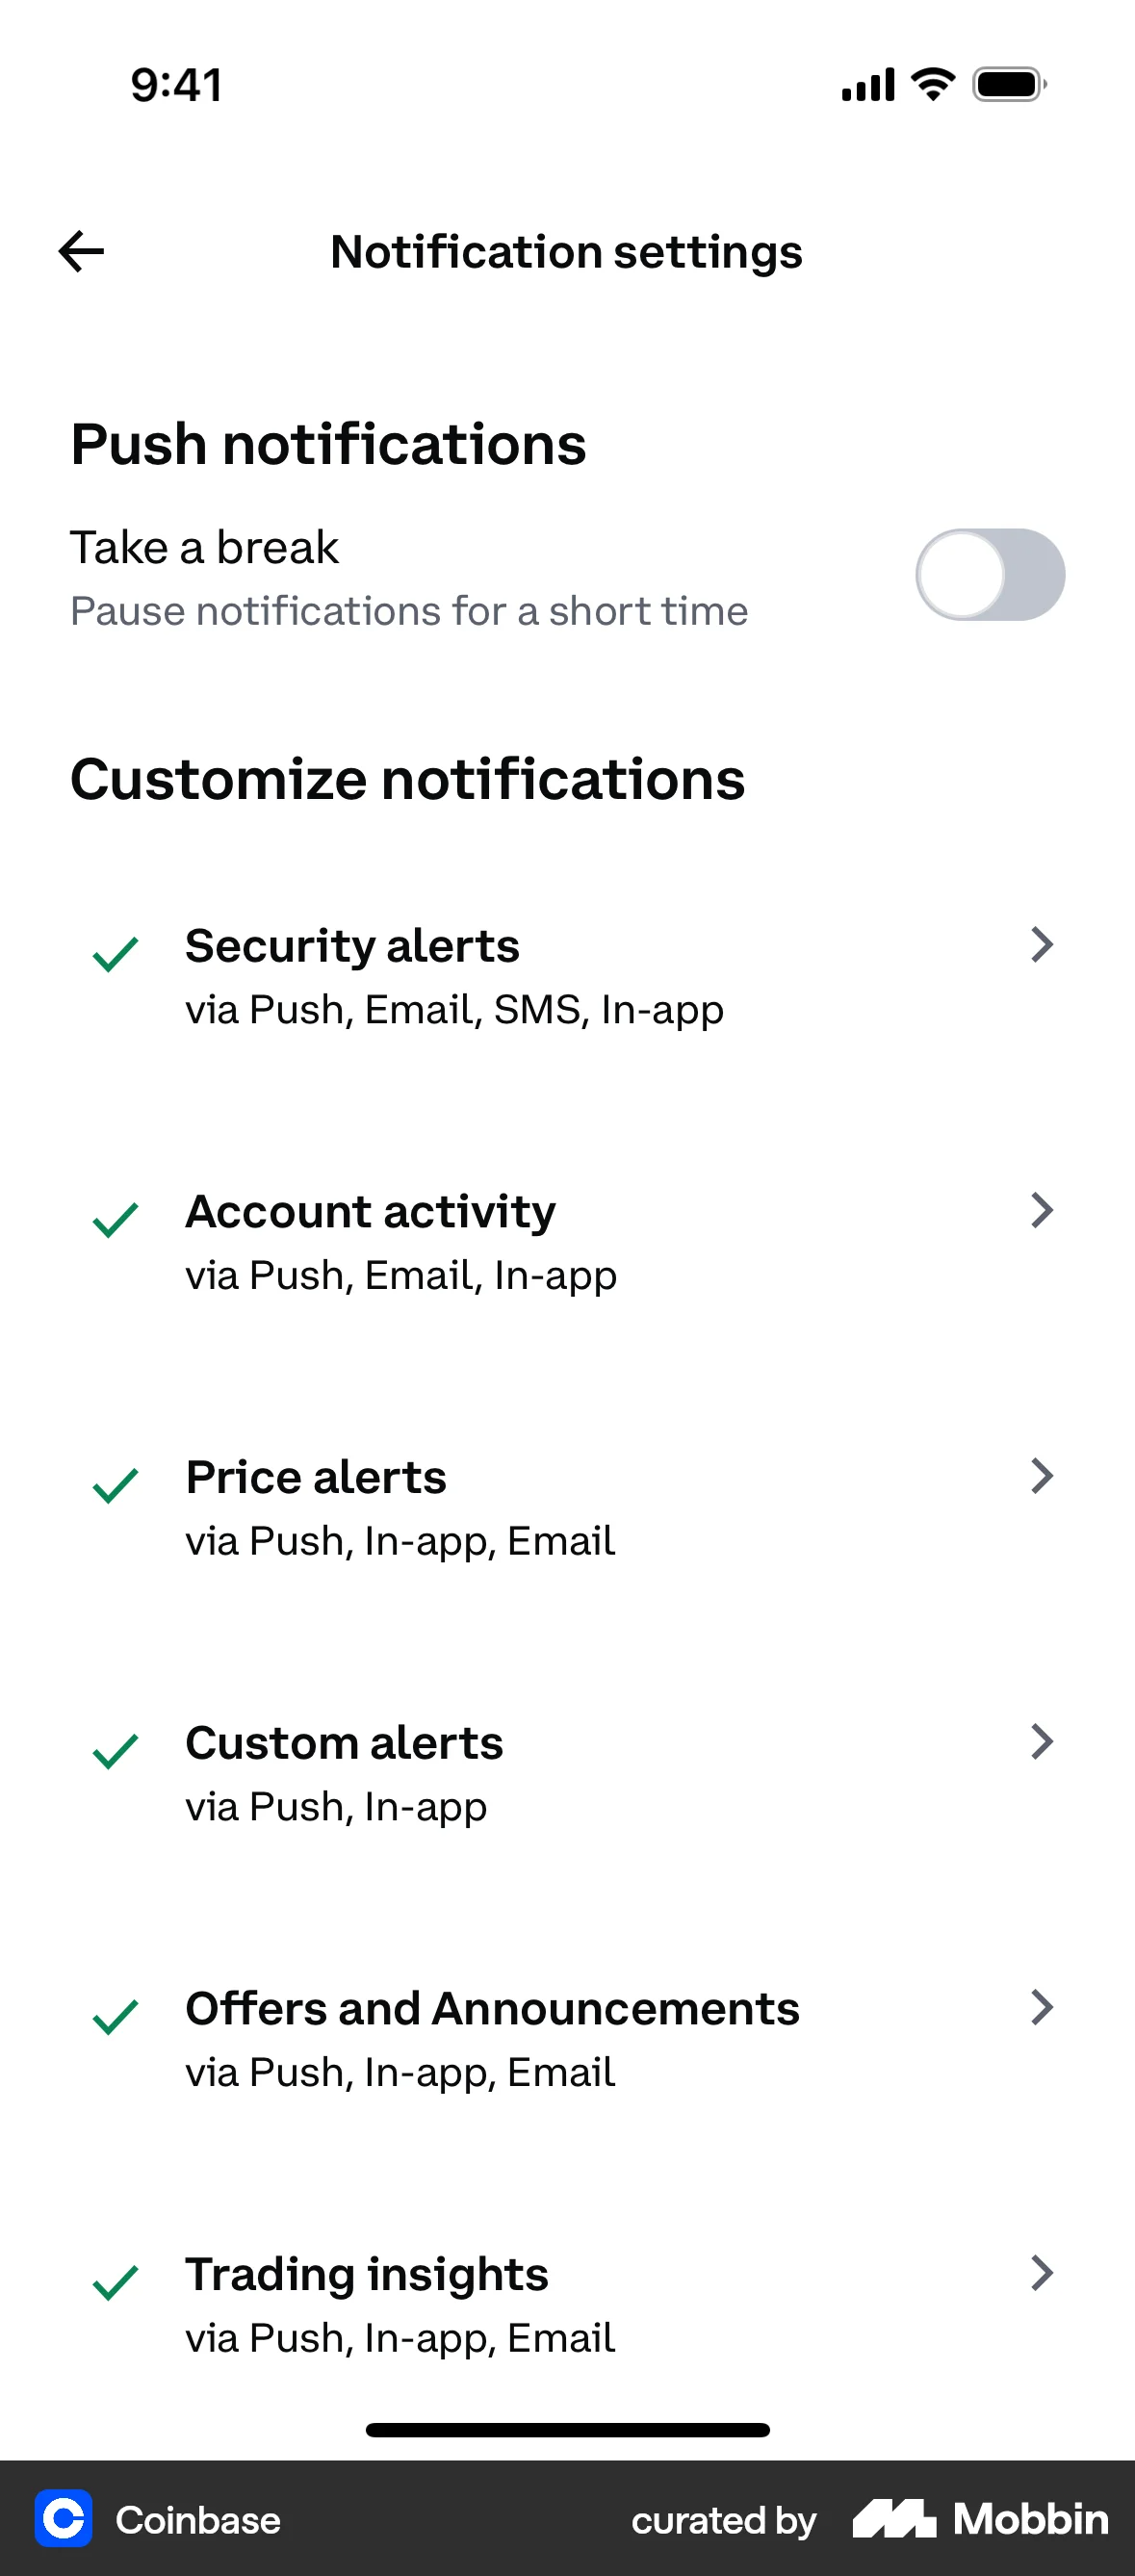 9:41
Notification settings
Push notifications
Take a break
Pause notifications for a short time
Customize notifications
Security alerts
via Push, Email, SMS, In-app
Account activity
via Push, Email, In-app
Price alerts
via Push, In-app, Email
Custom alerts
via Push, In-app
Offers and Announcements
via Push, In-app, Email
Trading insights
via Push, In-app, Email
Coinbase
curated by Mobbin